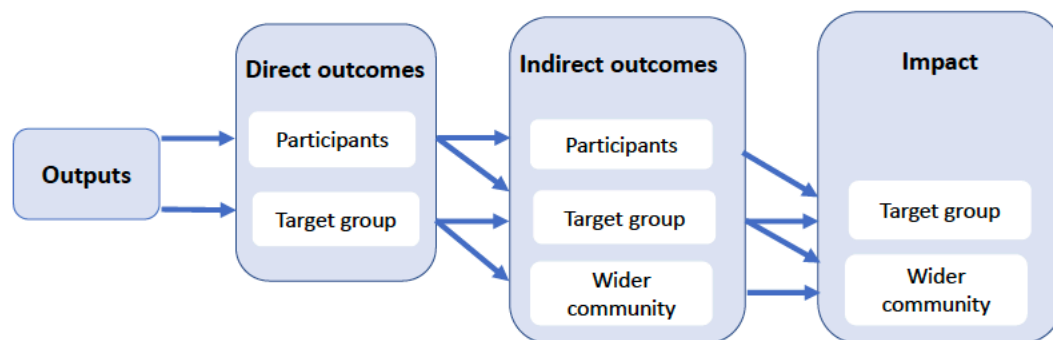 Outputs
Direct outcomes
Participants
Target group
Indirect outcomes
Participants
Target group
Wider
community
Impact
Target group
Wider
community